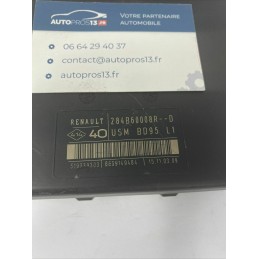 AUTOPROS13.FR
VOTRE PARTENAIRE
AUTOMOBILE
06 64 29 40 37
contact@autopros13.fr
autopros13.fr
RENAULT 284B60008R--D
40 USM BD95 L1